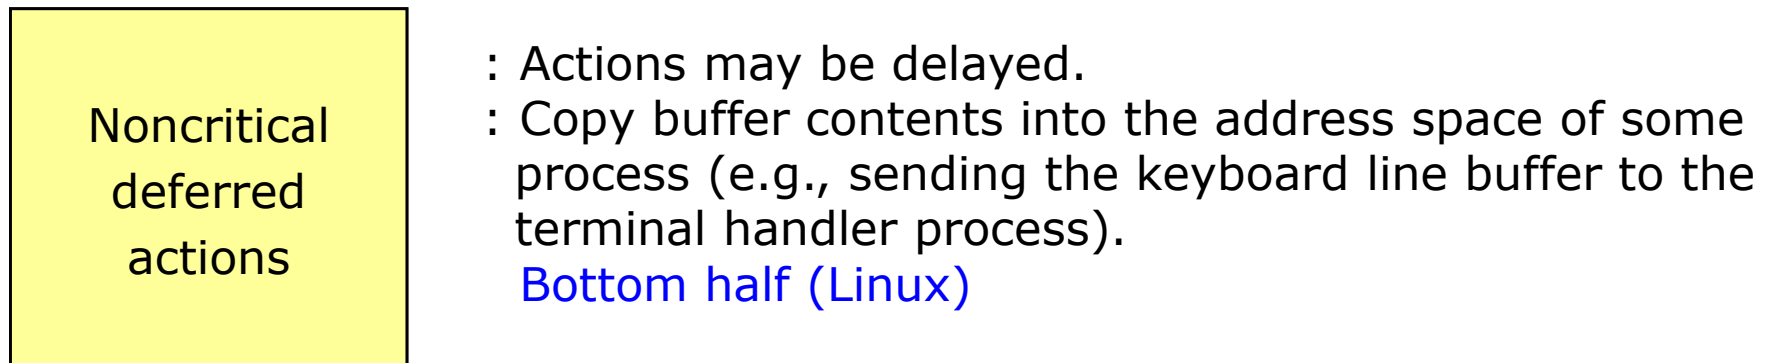 Noncritical
deferred
actions
: Actions may be delayed.
: Copy buffer contents into the address space of some
process (e.g., sending the keyboard line buffer to the
terminal handler process).
Bottom half (Linux)